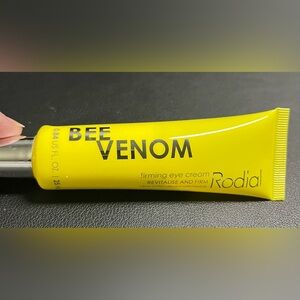 BEE
VENOM
firming eye cream
REVITALISE AND FIRM
Rodial